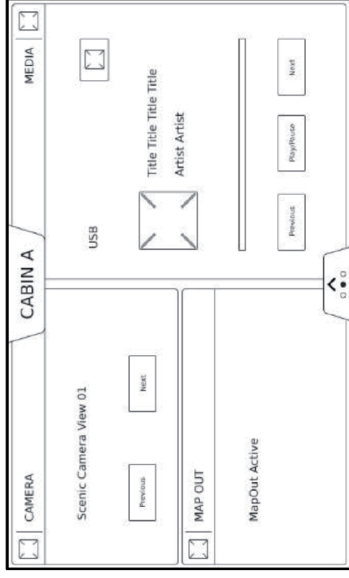 CABIN A
CAMERA
Scenic Camera View 01
Previous
Next
MAP OUT
MapOut Active
MEDIA
USB
Title Title Title Title
Artist Artist
Previous
Play/Pause
Next